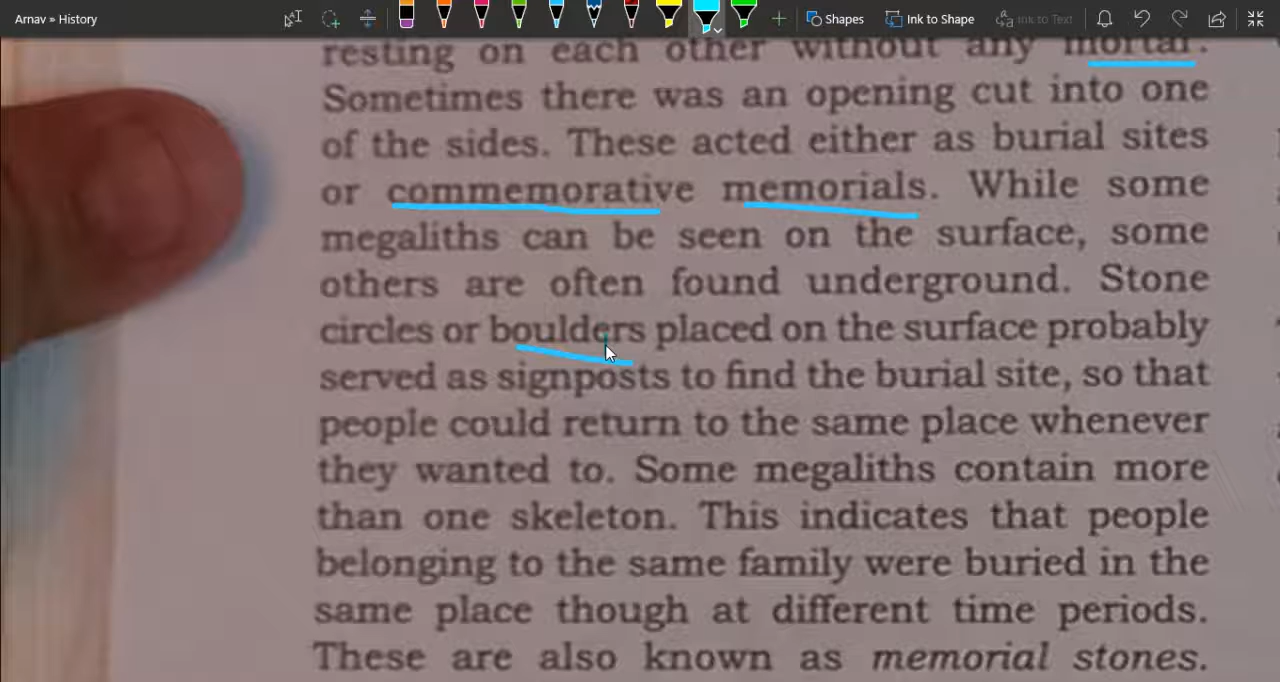 Arnav » History
Shapes
Ink to Shape
Ink to Text
resting on each other without any mortar.
Sometimes there was an opening cut into one
of the sides. These acted either as burial sites
or commemorative memorials. While some
megaliths can be seen on the surface, some
others are often found underground. Stone
circles or boulders placed on the surface probably
served as signposts to find the burial site, so that
people could return to the same place whenever
they wanted to. Some megaliths contain more
than one skeleton. This indicates that people
belonging to the same family were buried in the
same place though at different time periods.
These are also known as memorial stones.